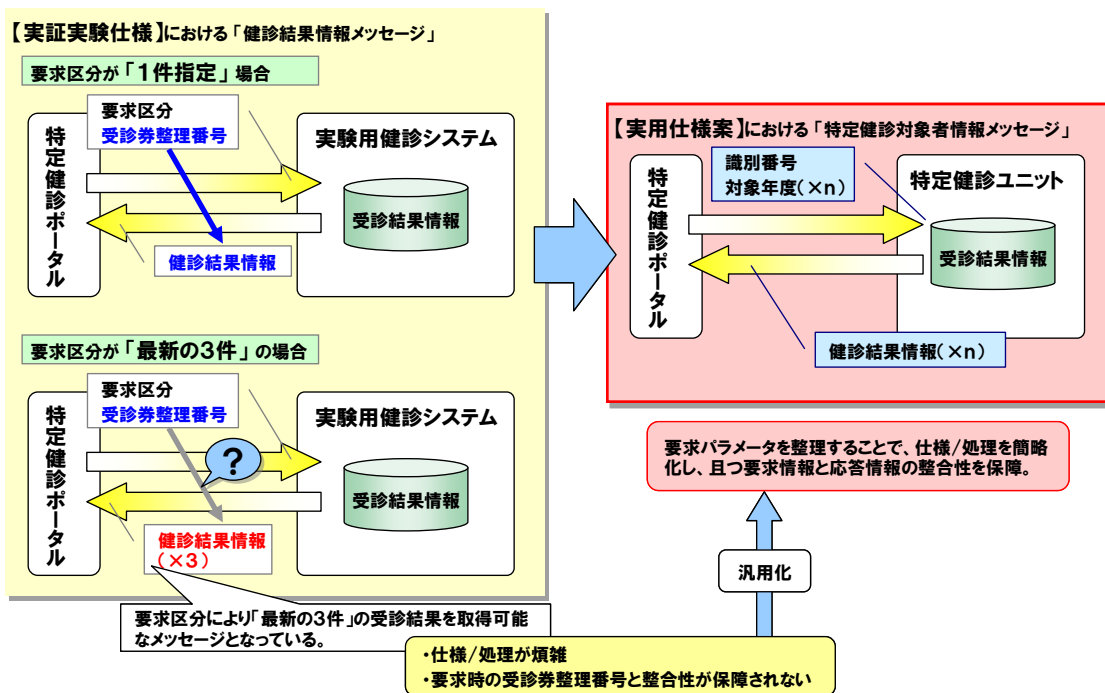 【実証実験仕様】における「健診結果情報メッセージ」
要求区分が「1件指定」場合
特定健診ポータル
要求区分
受診券整理番号
健診結果情報
実験用健診システム
受診結果情報
要求区分が「最新の3件」の場合
特定健診ポータル
要求区分
受診券整理番号
?
健診結果情報
(×3)
実験用健診システム
受診結果情報
要求区分により「最新の3件」の受診結果を取得可能
なメッセージとなっている。
・仕様/処理が煩雑
・要求時の受診券整理番号と整合性が保障されない
汎用化
要求パラメータを整理することで、仕様/処理を簡略
化し、且つ要求情報と応答情報の整合性を保障。
【実用仕様案】における「特定健診対象者情報メッセージ」
特定健診ポータル
識別番号
対象年度(×n)
特定健診ユニット
受診結果情報
健診結果情報(×n)